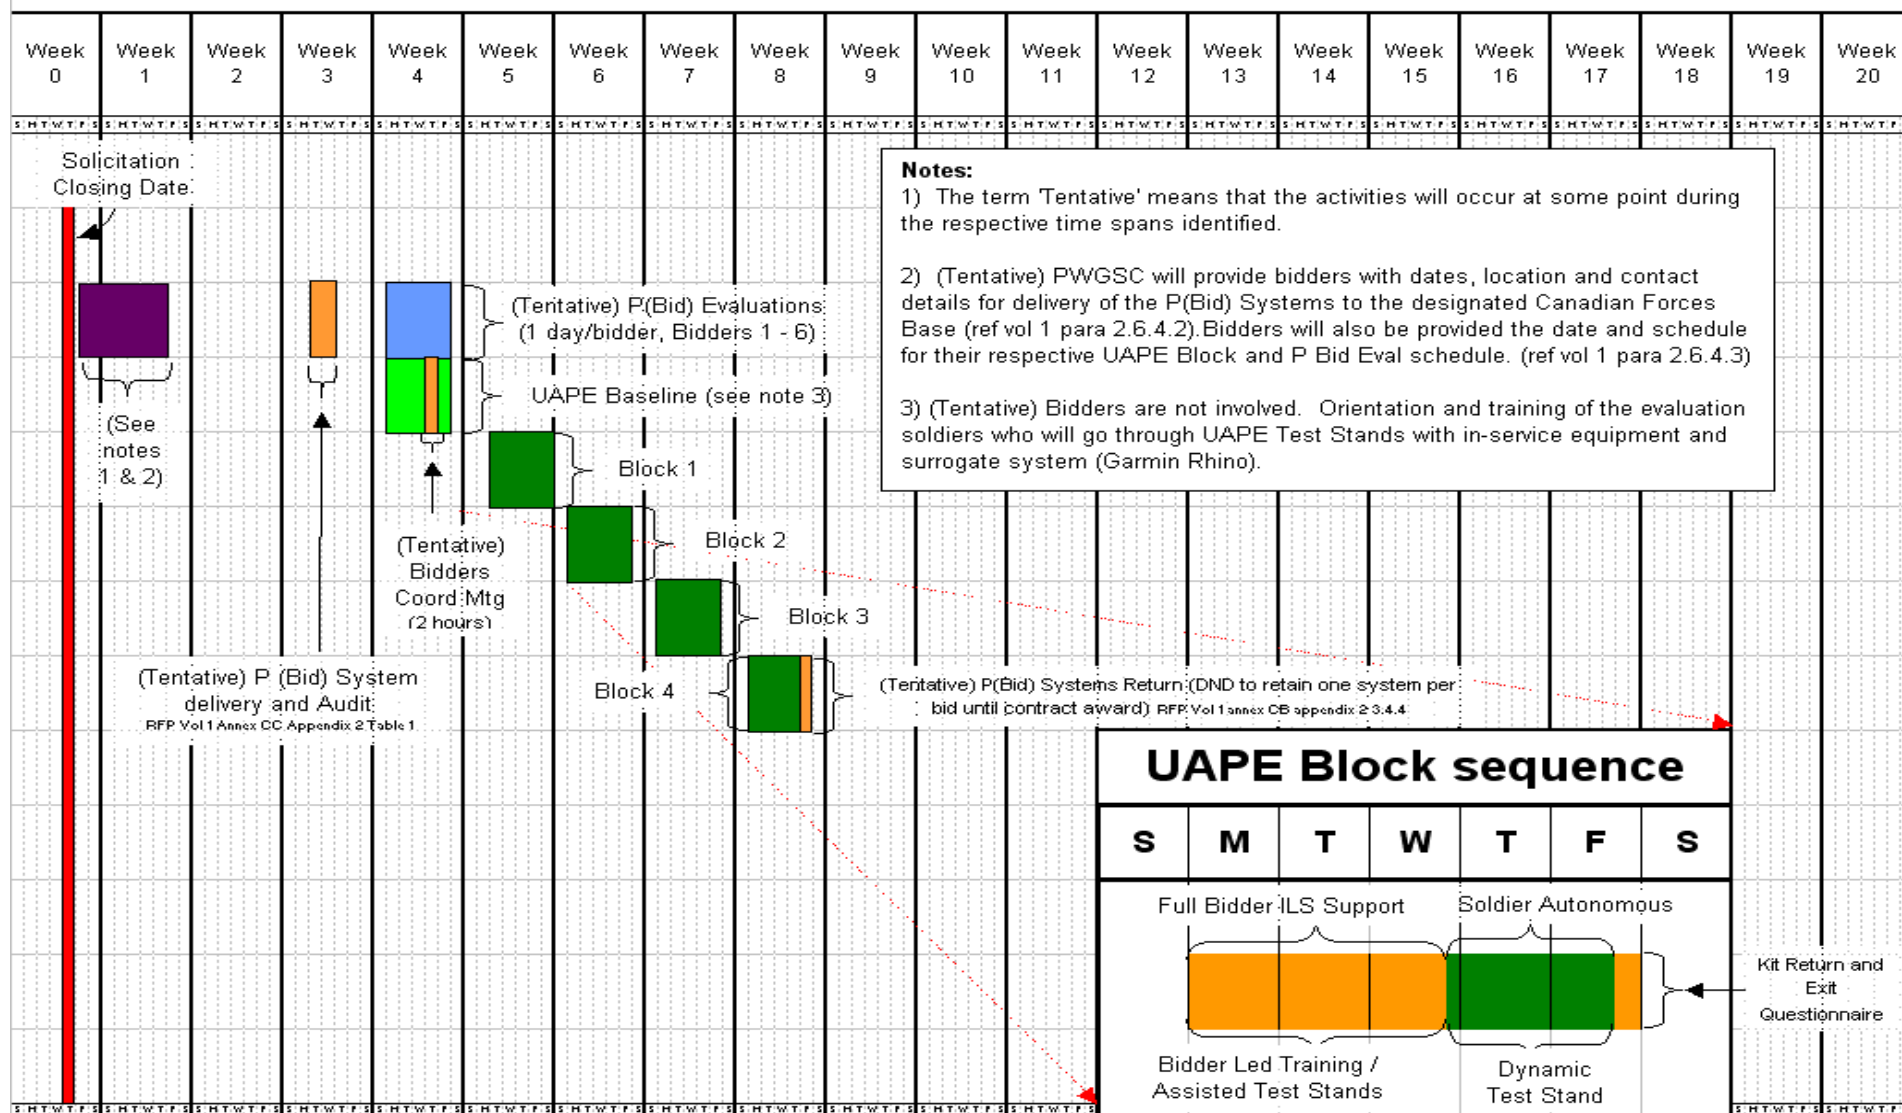 Week Week Week Week Week Week Week Week Week Week Week Week Week Week Week Week Week Week Week Week Week
0 1 2 3 4 5 6 7 8 9 10 11 12 13 14 15 16 17 18 19 20
S M T W T F S S M T W T F S S M T W T F S S M T W T F S S M T W T F S S M T W T F S S M T W T F S S M T W T F S S M T W T F S S M T W T F S S M T W T F S S M T W T F S S M T W T F S S M T W T F S S M T W T F S S M T W T F S S M T W T F S S M T W T F S S M T W T F S S M T W T F S S M T W T F
Solicitation
Closing Date
Notes:
1) The term 'Tentative' means that the activities will occur at some point during
the respective time spans identified.
2) (Tentative) PWGSC will provide bidders with dates, location and contact
details for delivery of the P(Bid) Systems to the designated Canadian Forces
Base (ref vol 1 para 2.6.4.2).Bidders will also be provided the date and schedule
for their respective UAPE Block and P Bid Eval schedule. (ref vol 1 para 2.6.4.3)
3) (Tentative) Bidders are not involved. Orientation and training of the evaluation
soldiers who will go through UAPE Test Stands with in-service equipment and
surrogate system (Garmin Rhino).
(Tentative) P(Bid) Evaluations
(1 day/bidder, Bidders 1 - 6)
UAPE Baseline (see note 3)
(See
notes
1 & 2)
Block 1
Block 2
(Tentative)
Bidders
Coord Mtg
(2 hours)
Block 3
(Tentative) P (Bid) System
delivery and Audit
RFP Vol 1 Annex CC Appendix 2 Table 1
Block 4
(Tentative) P(Bid) Systems Return (DND to retain one system per
bid until contract award) RFP Vol 1 annex CB appendix 2 3.4.4
UAPE Block sequence
S M T W T F S
Full Bidder ILS Support
Soldier Autonomous
Kit Return and
Exit
Questionnaire
Bidder Led Training /
Assisted Test Stands
Dynamic
Test Stand
S M T W T F S S M T W T F S S M T W T F S S M T W T F S S M T W T F S S M T W T F S S M T W T F S S M T W T F S S M T W T F S S M T W T F S S M T W T F S S M T W T F S S M T W T F S S M T W T F